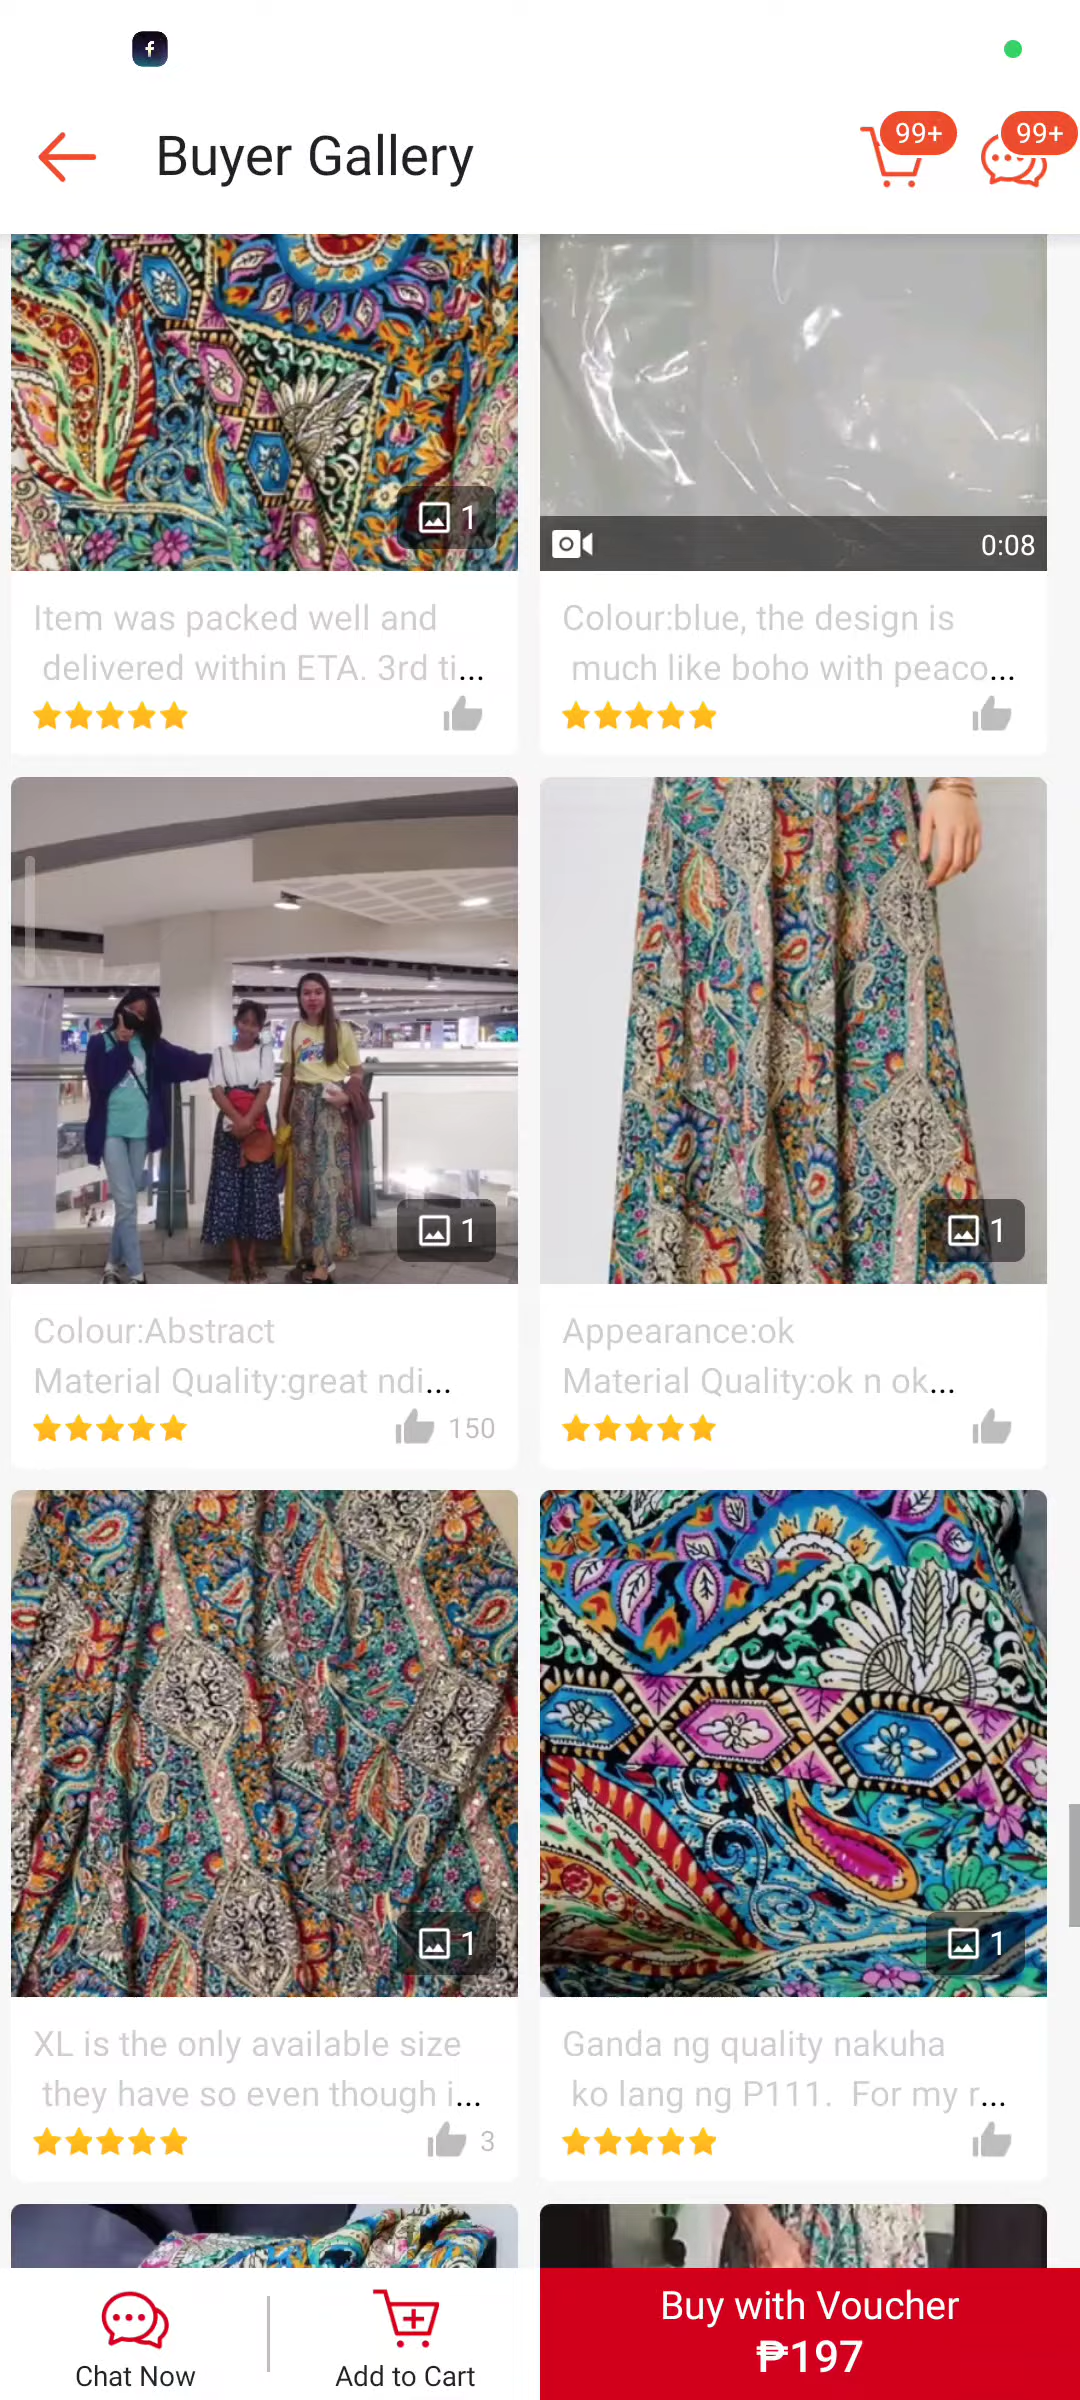 Buyer Gallery
99+
99+
1
0:08
Item was packed well and
delivered within ETA. 3rd ti...
Colour:blue, the design is
much like boho with peaco...
1
1
Colour:Abstract
Material Quality:great ndi...
150
Appearance:ok
Material Quality:ok n ok...
1
1
XL is the only available size
they have so even though i...
3
Ganda ng quality nakuha
ko lang ng P111. For my r...
Chat Now
Add to Cart
Buy with Voucher
₱197